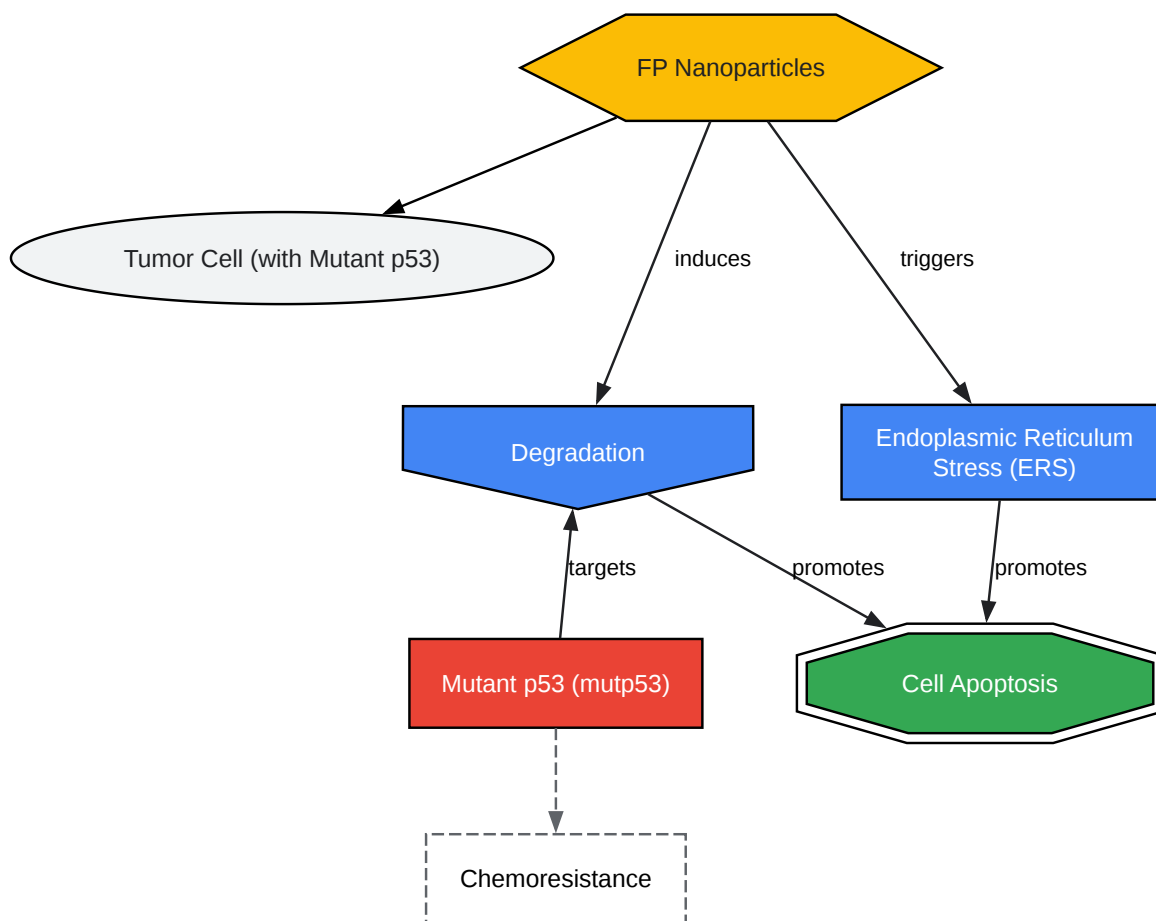 FP Nanoparticles
Tumor Cell (with Mutant p53)
induces
triggers
Degradation
Endoplasmic Reticulum
Stress (ERS)
targets
promotes
promotes
Mutant p53 (mutp53)
Cell Apoptosis
Chemoresistance